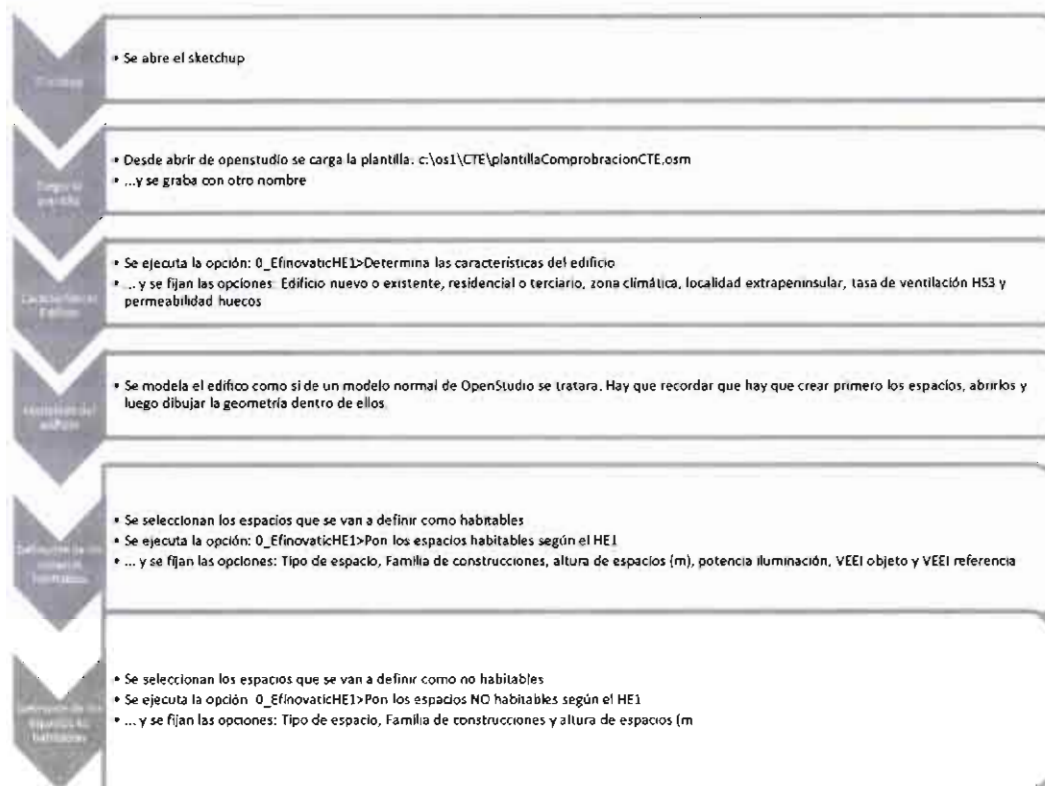 • Se abre el sketchup
• Desde abrir de openstudio se carga la plantilla: c:\os1\CTE\plantillaComprobracionCTE.osm
• ...y se graba con otro nombre
Carga la
plantilla
• Se ejecuta la opción: 0_EfinovaticHE1>Determina las características del edificio
• ... y se fijan las opciones: Edificio nuevo o existente, residencial o terciario, zona climática, localidad extrapeninsular, tasa de ventilación HS3 y
permeabilidad huecos
• Se modela el edifico como si de un modelo normal de OpenStudio se tratara. Hay que recordar que hay que crear primero los espacios, abrirlos y
luego dibujar la geometría dentro de ellos.
• Se seleccionan los espacios que se van a definir como habitables
• Se ejecuta la opción: 0_EfinovaticHE1>Pon los espacios habitables según el HE1
• ... y se fijan las opciones: Tipo de espacio, Familia de construcciones, altura de espacios (m), potencia iluminación, VEEI objeto y VEEI referencia
• Se seleccionan los espacios que se van a definir como no habitables
• Se ejecuta la opción 0_EfinovaticHE1>Pon los espacios NO habitables según el HE1
• ... y se fijan las opciones: Tipo de espacio, Familia de construcciones y altura de espacios (m